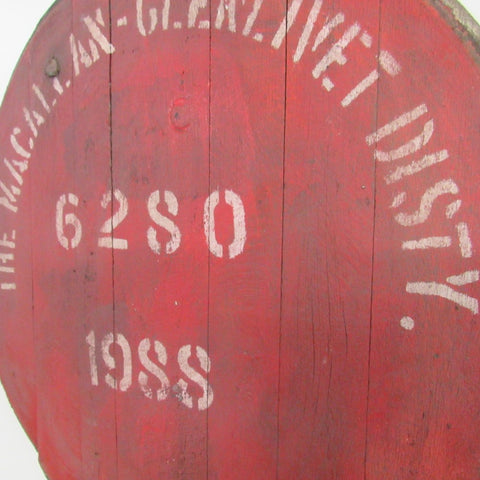 THE MACALLAN-GLENLIVET DISTY.
6280
1988